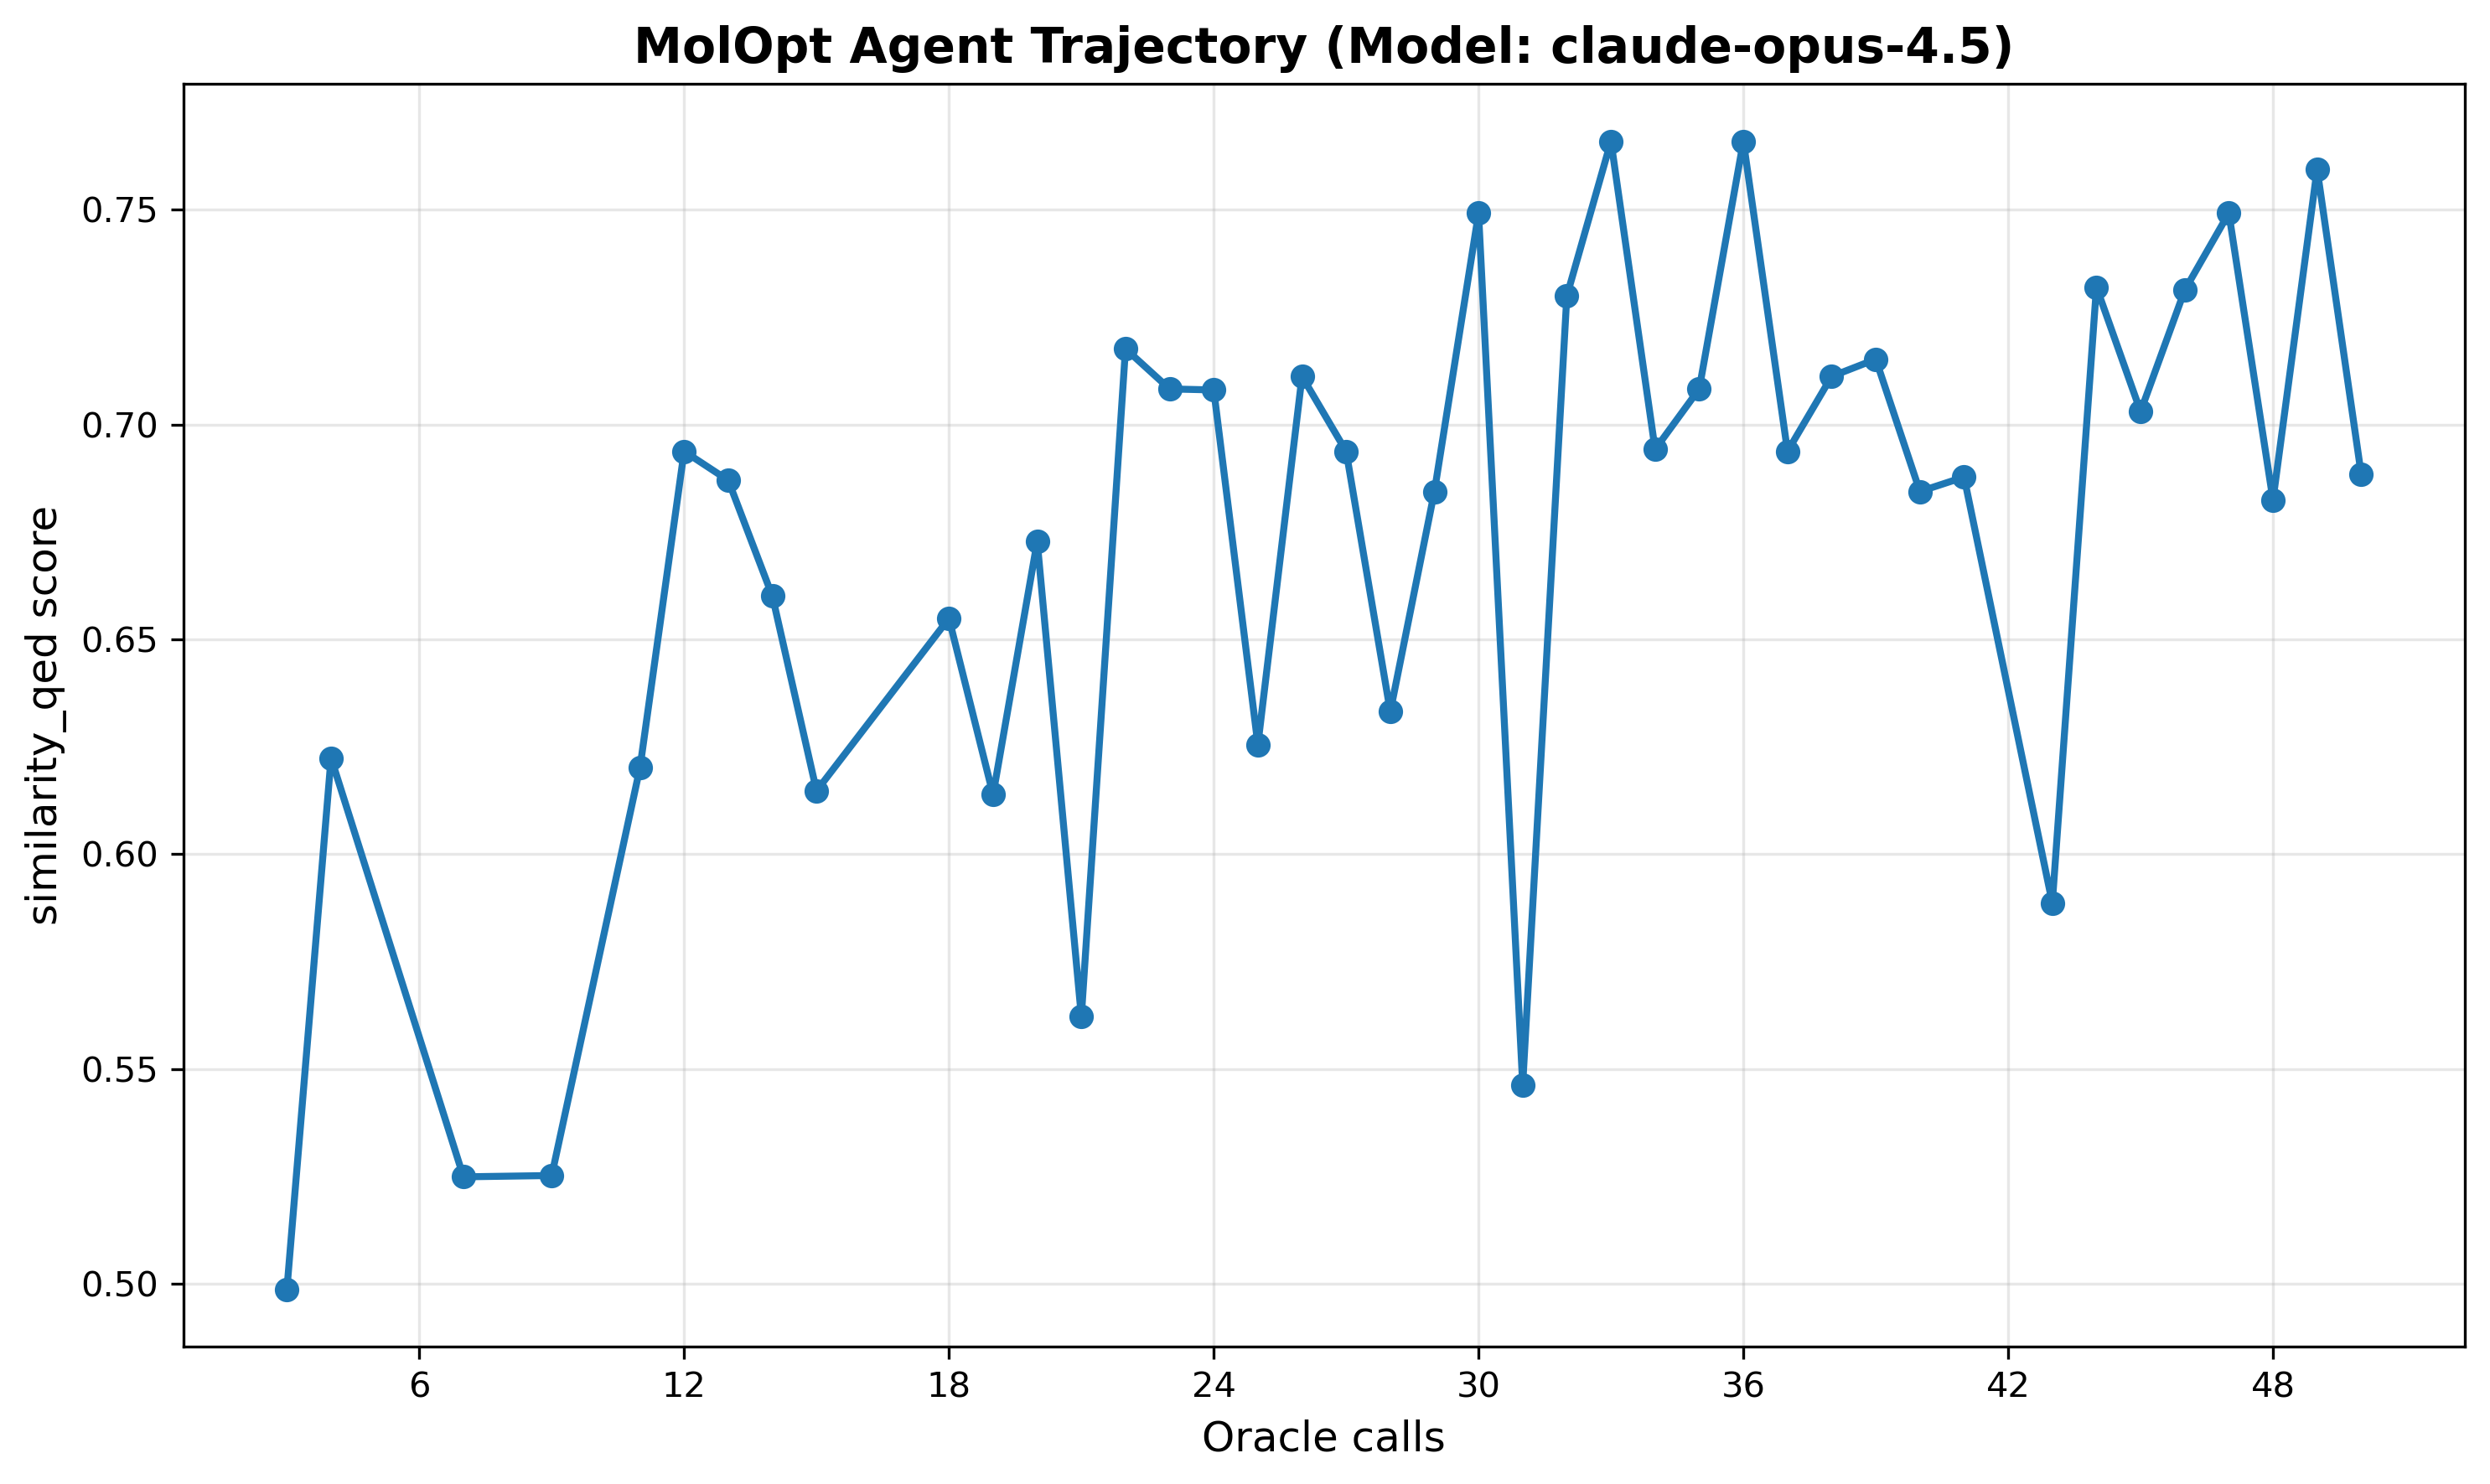 MolOpt Agent Trajectory (Model: claude-opus-4.5)
similarity_qed score
0.75
0.70
0.65
0.60
0.55
0.50
6 12 18 24 30 36 42 48
Oracle calls